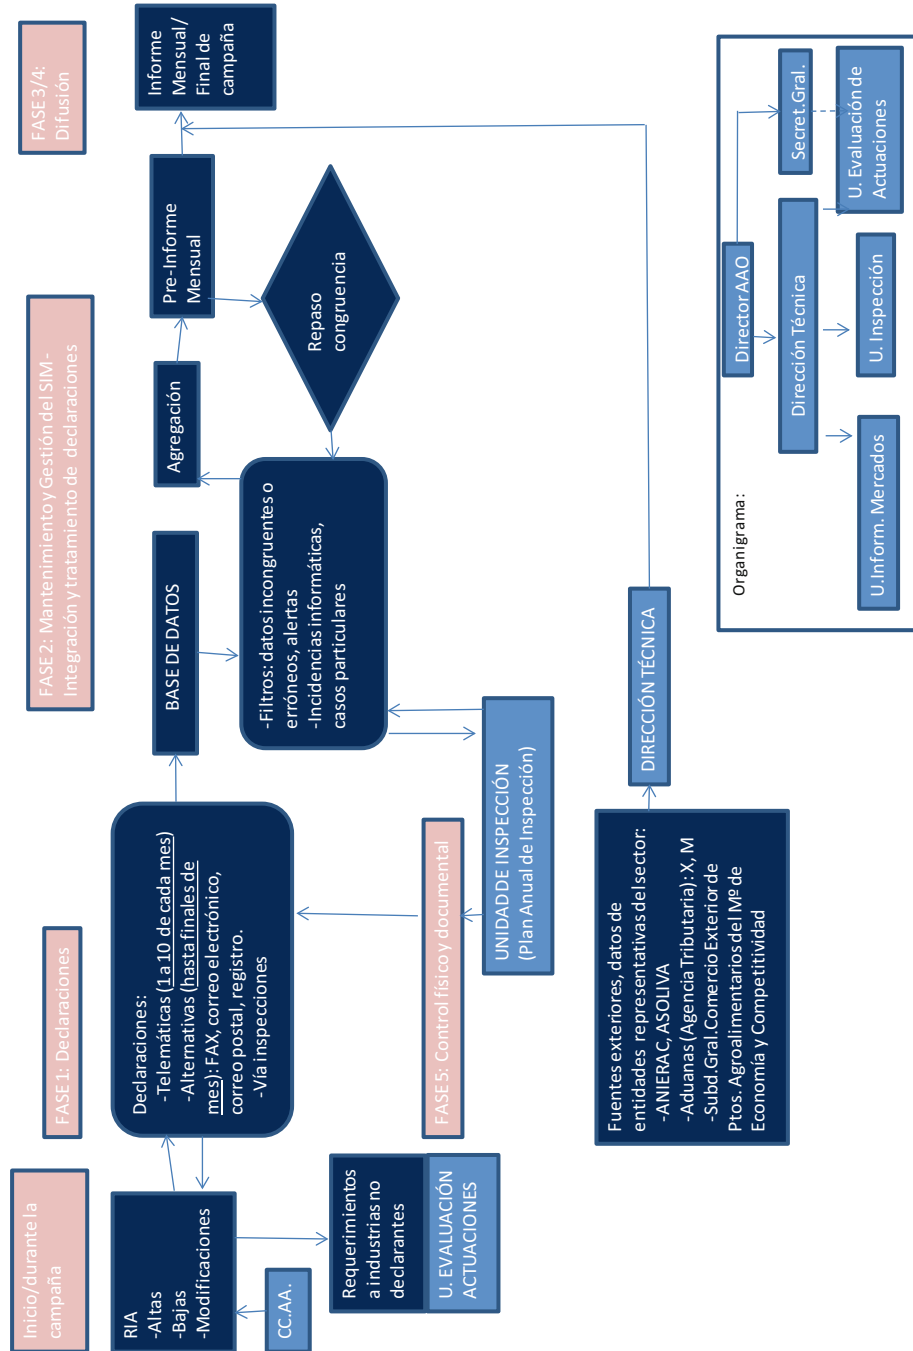 Inicio/durante la
campaña
FASE 1: Declaraciones
FASE 2: Mantenimiento y Gestión del SIM -
Integración y tratamiento de declaraciones
FASE 3/4:
Difusión
RIA
-Altas
-Bajas
-Modificaciones
CC.AA.
Requerimientos
a industrias no
declarantes
U. EVALUACIÓN
ACTUACIONES
Declaraciones:
-Telemáticas (1 a 10 de cada mes)
-Alternativas (hasta finales de
mes): FAX, correo electrónico,
correo postal, registro.
-Vía inspecciones
BASE DE DATOS
-Filtros: datos incongruentes o
erróneos, alertas
-Incidencias informáticas,
casos particulares
Agregación
Pre-Informe
Mensual
Repaso
congruencia
Informe
Mensual/
Final de
campaña
FASE 5: Control físico y documental
UNIDAD DE INSPECCIÓN
(Plan Anual de Inspección)
Fuentes exteriores, datos de
entidades representativas del sector:
-ANIERAC, ASOLIVA
-Aduanas (Agencia Tributaria) : X, M
-Subd.Gral.Comercio Exterior de
Ptos. Agroalimentarios del Mº de
Economía y Competitividad
DIRECCIÓN TÉCNICA
Organigrama:
Director AAO
Secret.Gral.
Dirección Técnica
U.Inform. Mercados
U. Inspección
U. Evaluación de
Actuaciones